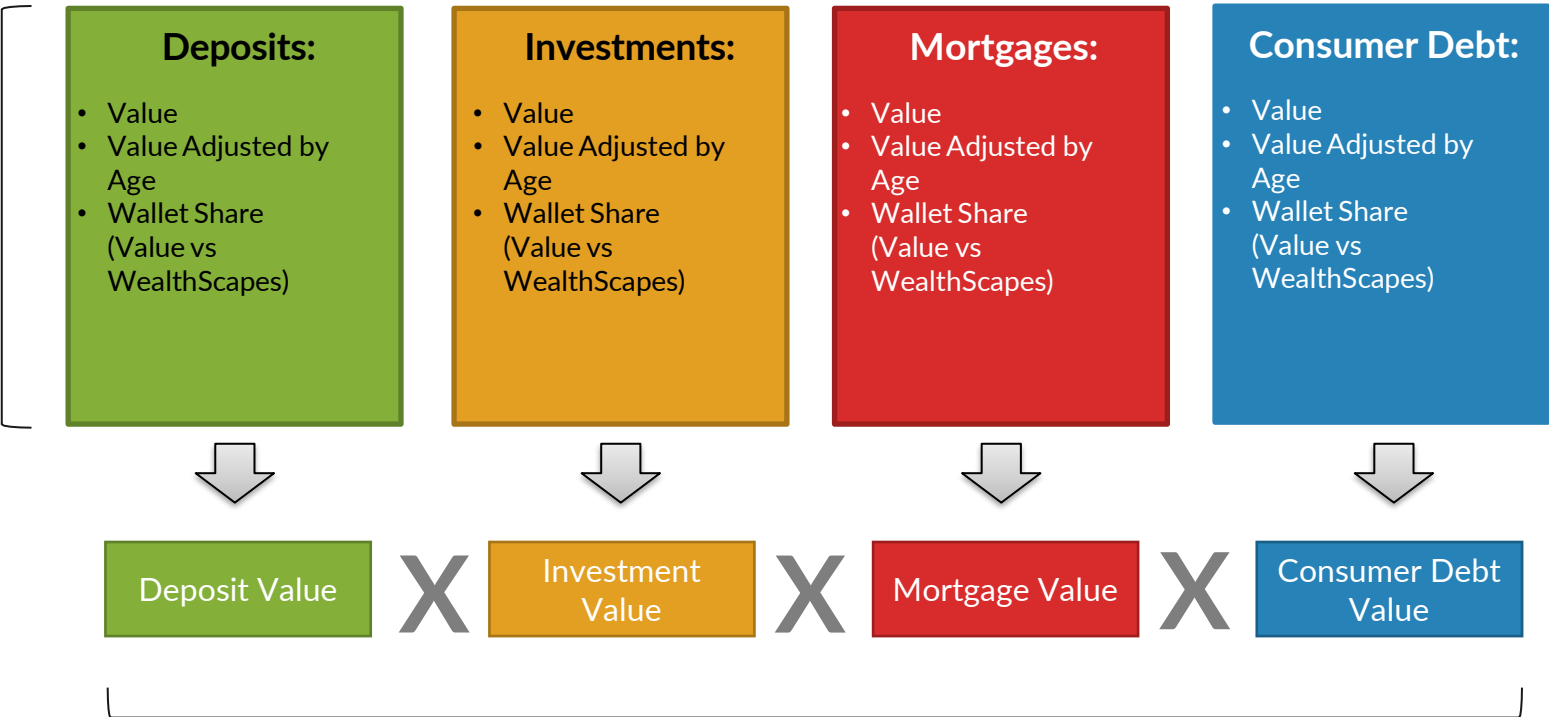 Deposits:
• Value
• Value Adjusted by
Age
• Wallet Share
(Value vs
WealthScapes)
Investments:
• Value
• Value Adjusted by
Age
• Wallet Share
(Value vs
WealthScapes)
Mortgages:
• Value
• Value Adjusted by
Age
• Wallet Share
(Value vs
WealthScapes)
Consumer Debt:
• Value
• Value Adjusted by
Age
• Wallet Share
(Value vs
WealthScapes)
Deposit Value
X
Investment
Value
X
Mortgage Value
X
Consumer Debt
Value